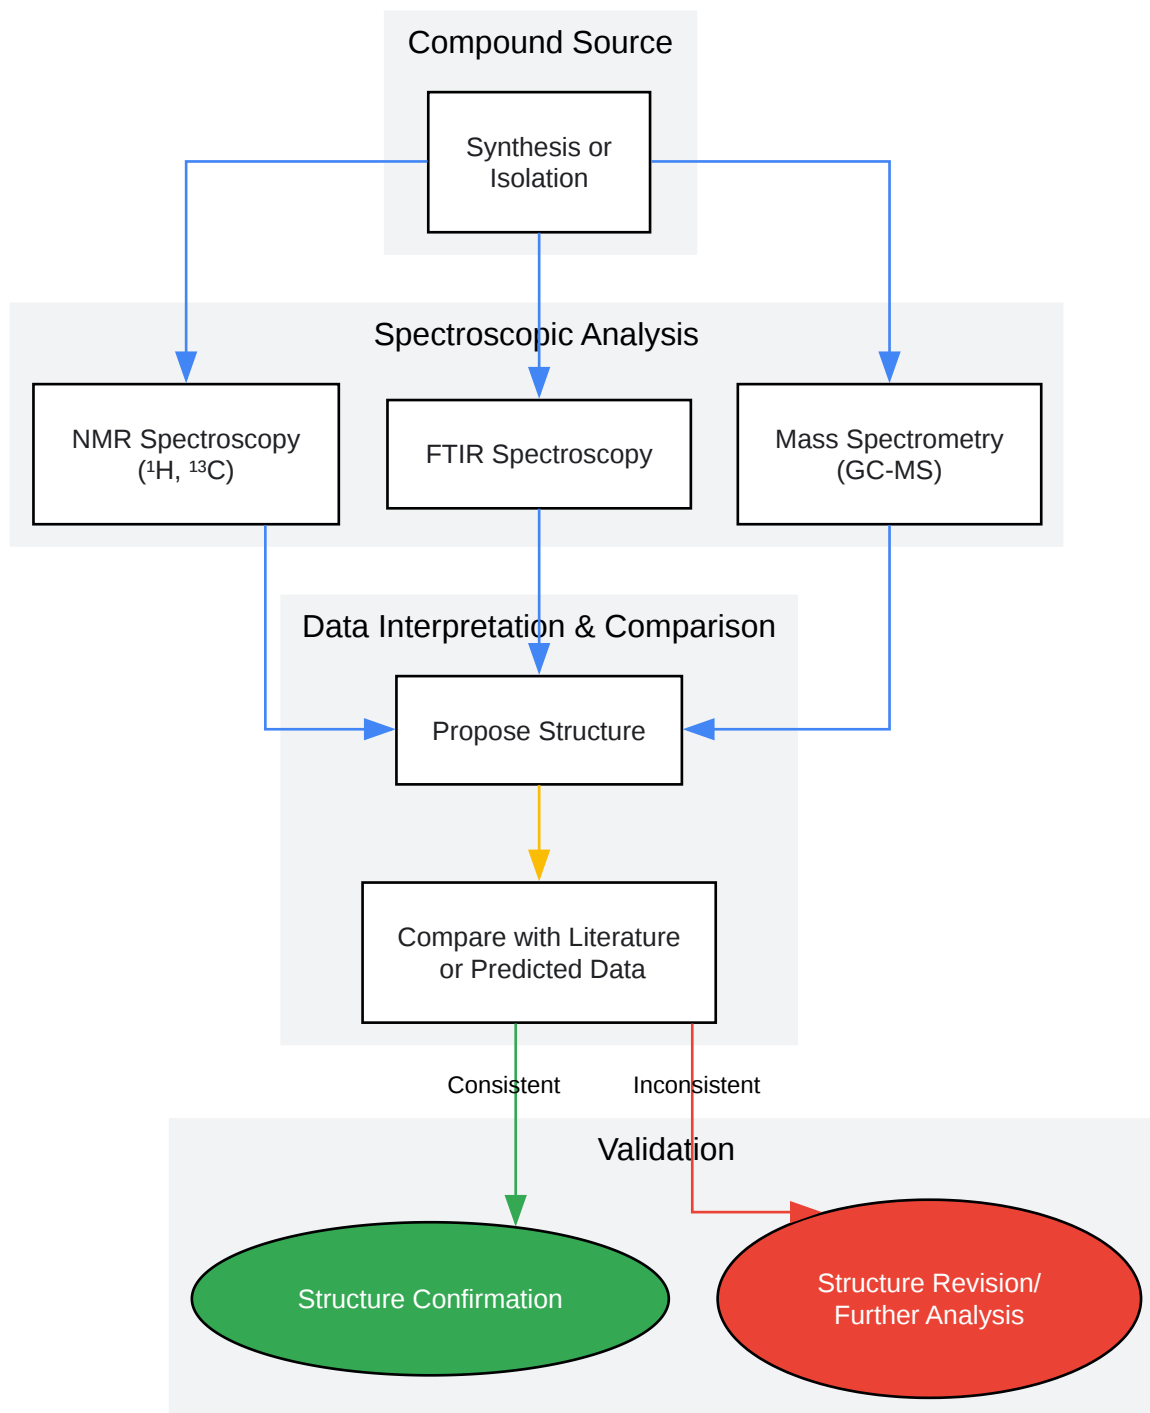 Compound Source
Synthesis or
Isolation
Spectroscopic Analysis
NMR Spectroscopy
(¹H, ¹³C)
FTIR Spectroscopy
Mass Spectrometry
(GC-MS)
Data Interpretation & Comparison
Propose Structure
Compare with Literature
or Predicted Data
Consistent
Inconsistent
Validation
Structure Confirmation
Structure Revision/
Further Analysis